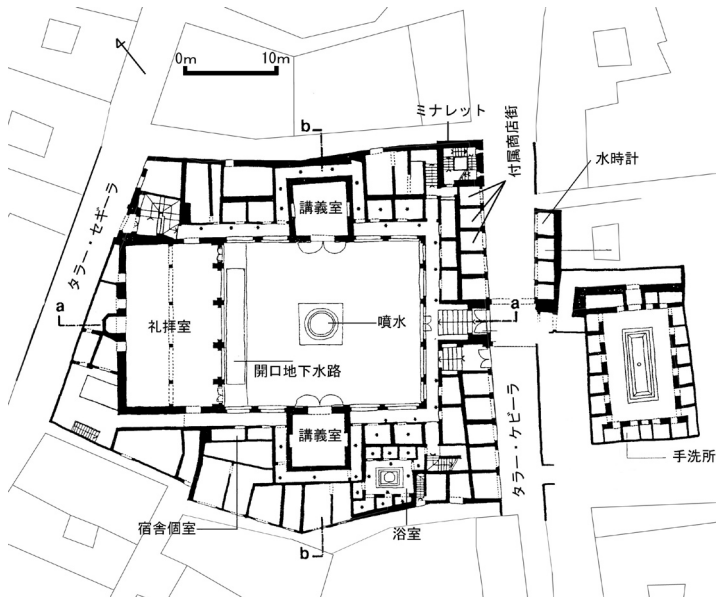 0m 10m
ミナレット
b
付属商店街
水時計
講義室
タラー・セギーラ
a
礼拝室
噴水
a
開口地下水路
講義室
タラー・ケビーラ
手洗所
宿舎個室
浴室
b